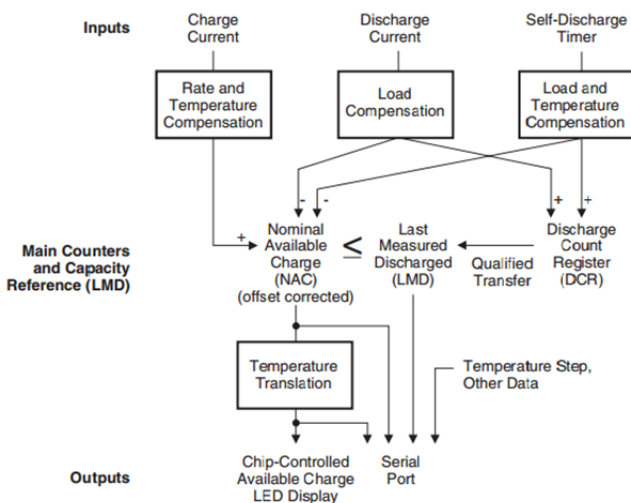 Inputs
Charge
Current
Discharge
Current
Self-Discharge
Timer
Rate and
Temperature
Compensation
Load
Compensation
Load and
Temperature
Compensation
- -
+ +
+
Main Counters
and Capacity
Reference (LMD)
Nominal
Available
Charge
(NAC)
(offset corrected)
≤
Last
Measured
Discharged
(LMD)
Qualified
Transfer
Discharge
Count
Register
(DCR)
Temperature
Translation
Temperature Step,
Other Data
Outputs
Chip-Controlled
Available Charge
LED Display
Serial
Port